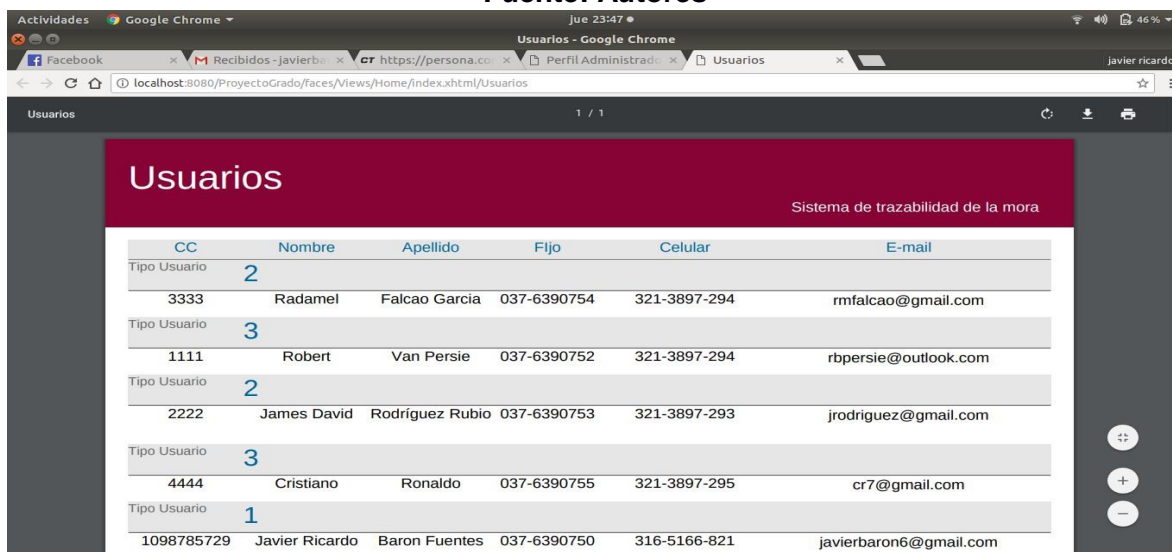 Fuente: Autores
Actividades Google Chrome jue 23:47 46 %
Usuarios - Google Chrome
Facebook Recibidos - javierba https://persona.co Perfil Administrado Usuarios javier ricardo
localhost:8080/ProyectoGrado/faces/Views/Home/index.xhtml/Usuarios
Usuarios 1 / 1
Usuarios
Sistema de trazabilidad de la mora
CC Nombre Apellido FIjo Celular E-mail
Tipo Usuario 2
3333 Radamel Falcao Garcia 037-6390754 321-3897-294 rmfalcao@gmail.com
Tipo Usuario 3
1111 Robert Van Persie 037-6390752 321-3897-294 rbpersie@outlook.com
Tipo Usuario 2
2222 James David Rodríguez Rubio 037-6390753 321-3897-293 jrodriguez@gmail.com
Tipo Usuario 3
4444 Cristiano Ronaldo 037-6390755 321-3897-295 cr7@gmail.com
Tipo Usuario 1
1098785729 Javier Ricardo Baron Fuentes 037-6390750 316-5166-821 javierbaron6@gmail.com